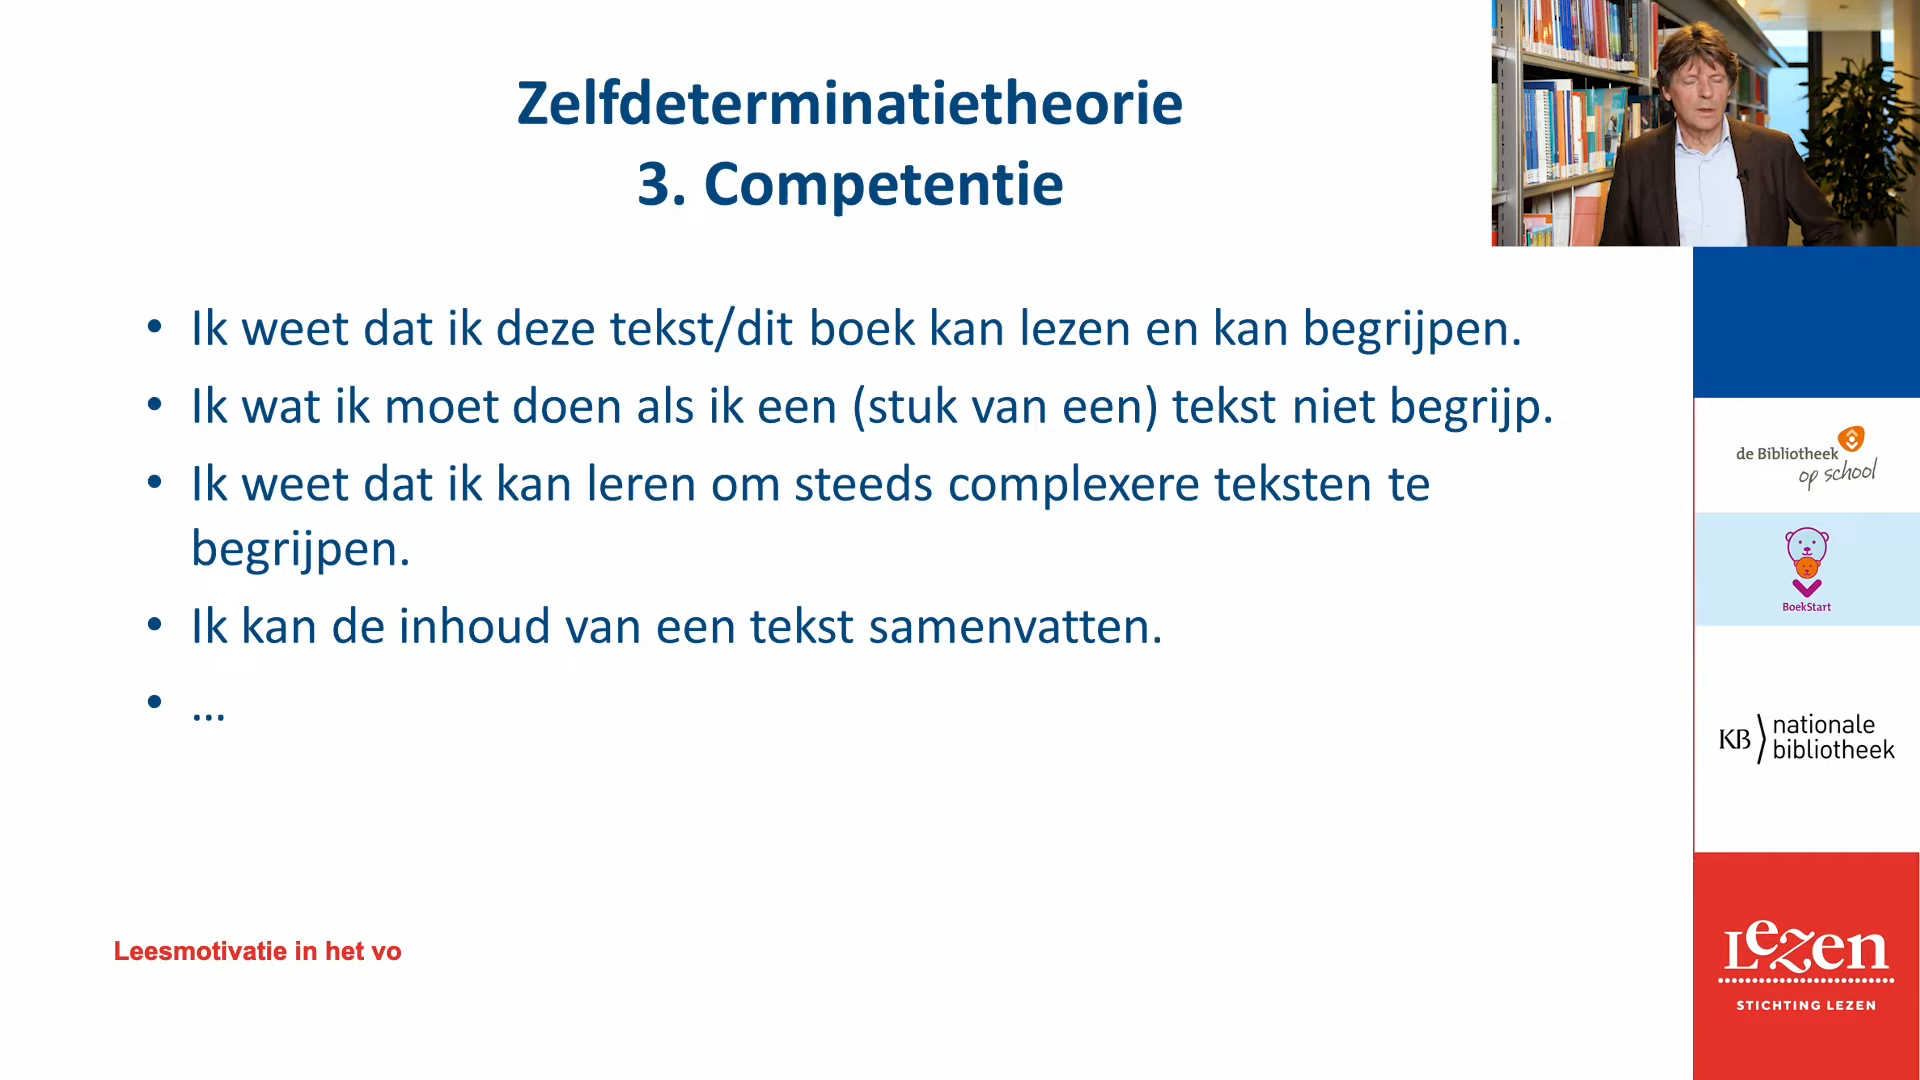 Zelfdeterminatietheorie
3. Competentie
• Ik weet dat ik deze tekst/dit boek kan lezen en kan begrijpen.
• Ik wat ik moet doen als ik een (stuk van een) tekst niet begrijp.
• Ik weet dat ik kan leren om steeds complexere teksten te
begrijpen.
• Ik kan de inhoud van een tekst samenvatten.
• ...
Leesmotivatie in het vo
de Bibliotheek
op school
BoekStart
KB nationale
bibliotheek
Lezen
STICHTING LEZEN